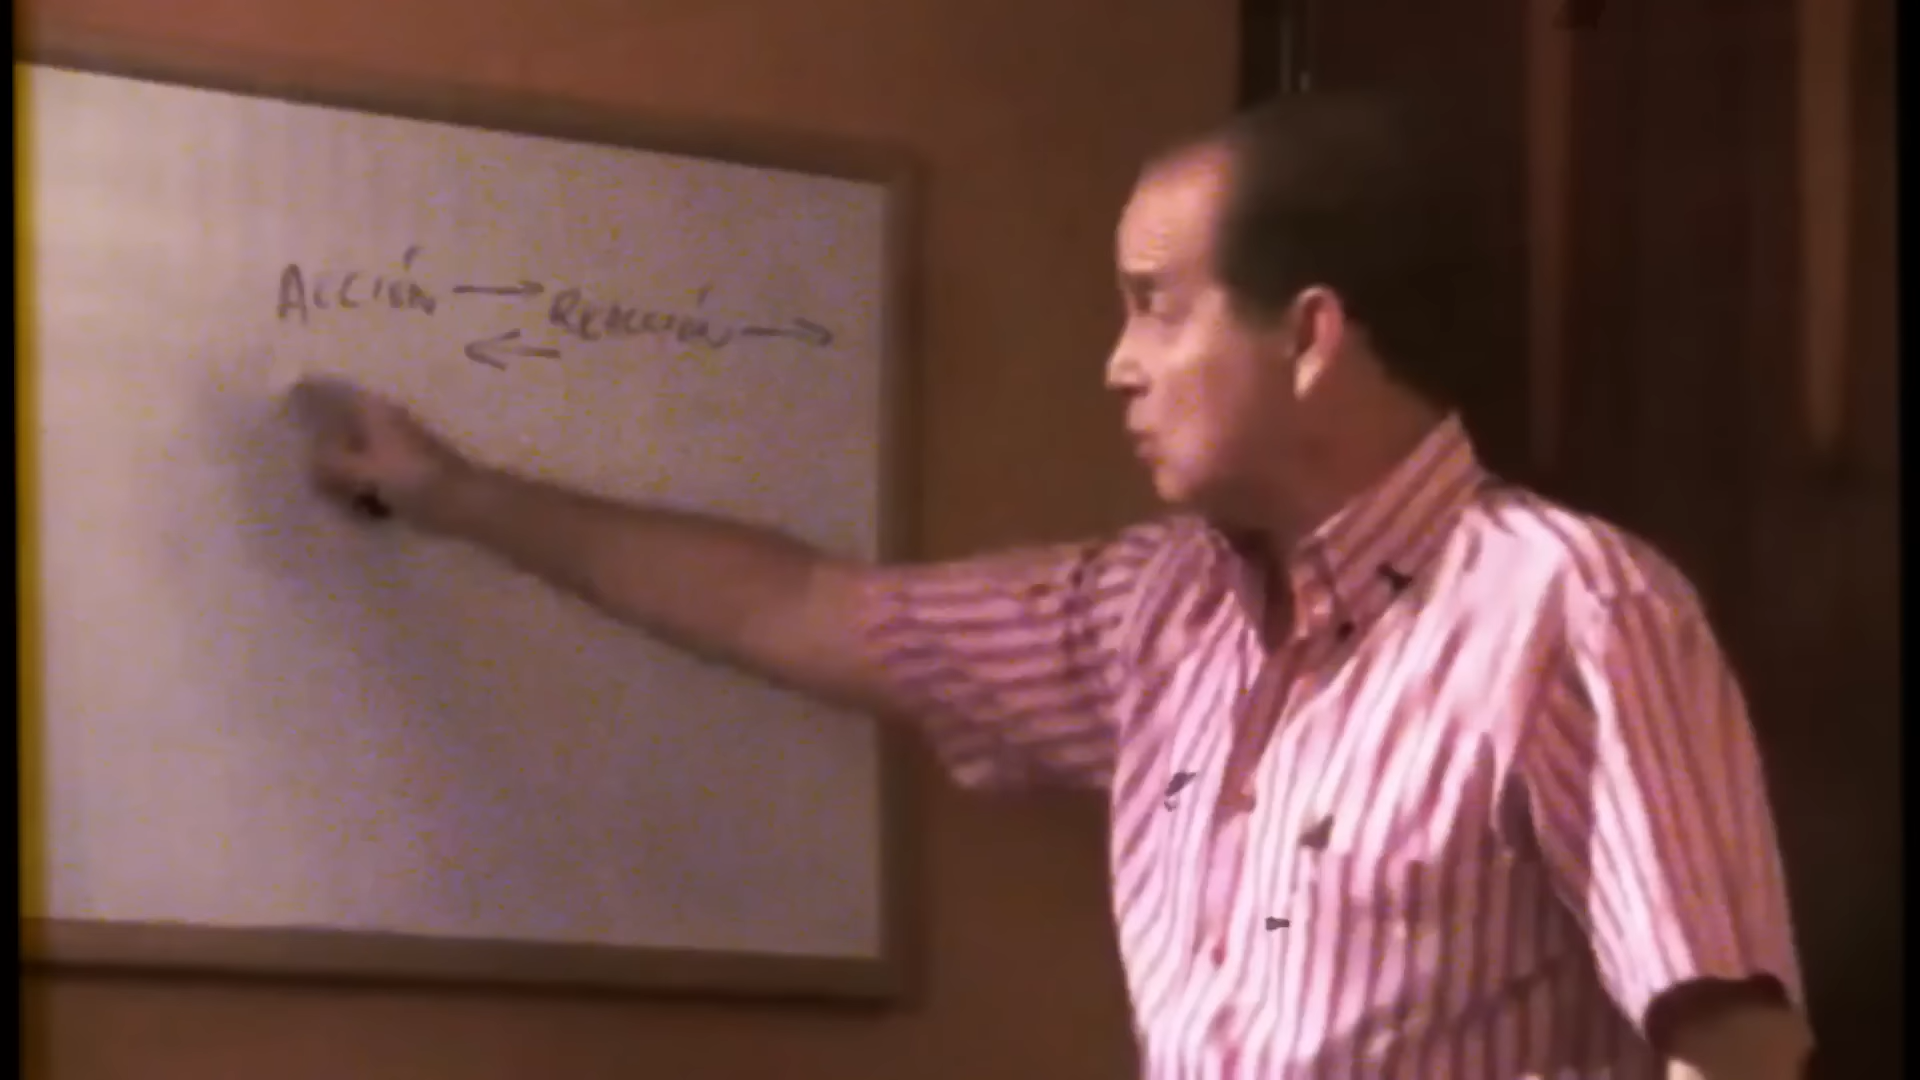 ACCIÓN → REACCIÓN →
←